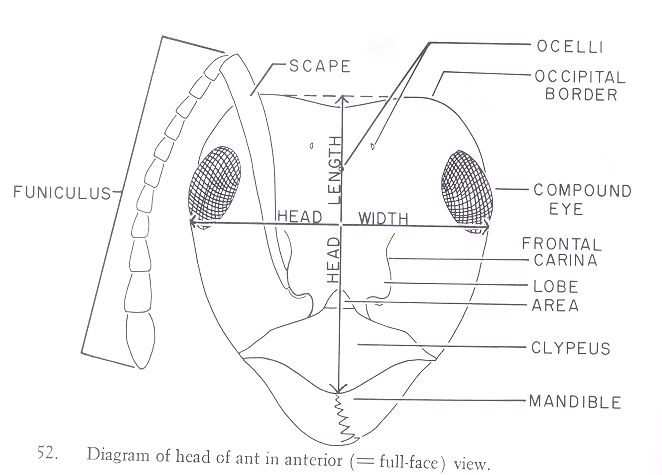 OCELLI
SCAPE
OCCIPITAL
BORDER
HEAD LENGTH
FUNICULUS
COMPOUND
EYE
HEAD WIDTH
FRONTAL
CARINA
LOBE
AREA
CLYPEUS
MANDIBLE
52. Diagram of head of ant in anterior (= full-face) view.